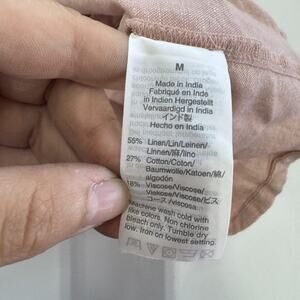 M
Made in India
Fabriqué en Inde
in Indien Hergestellt
Vervaardigd in India
インド製
Hecho en India
55% Linen/Lin/Leinen/
Linnen/麻/lino
27% Cotton/Coton/
Baumwolle/Katoen/綿/
algodón
18% Viscose/Viscose/
Viskose/Viscose/ビス
コース/viscosa
Machine wash cold with
like colors. Non chlorine
bleach only. Tumble dry
low. Iron on lowest setting.